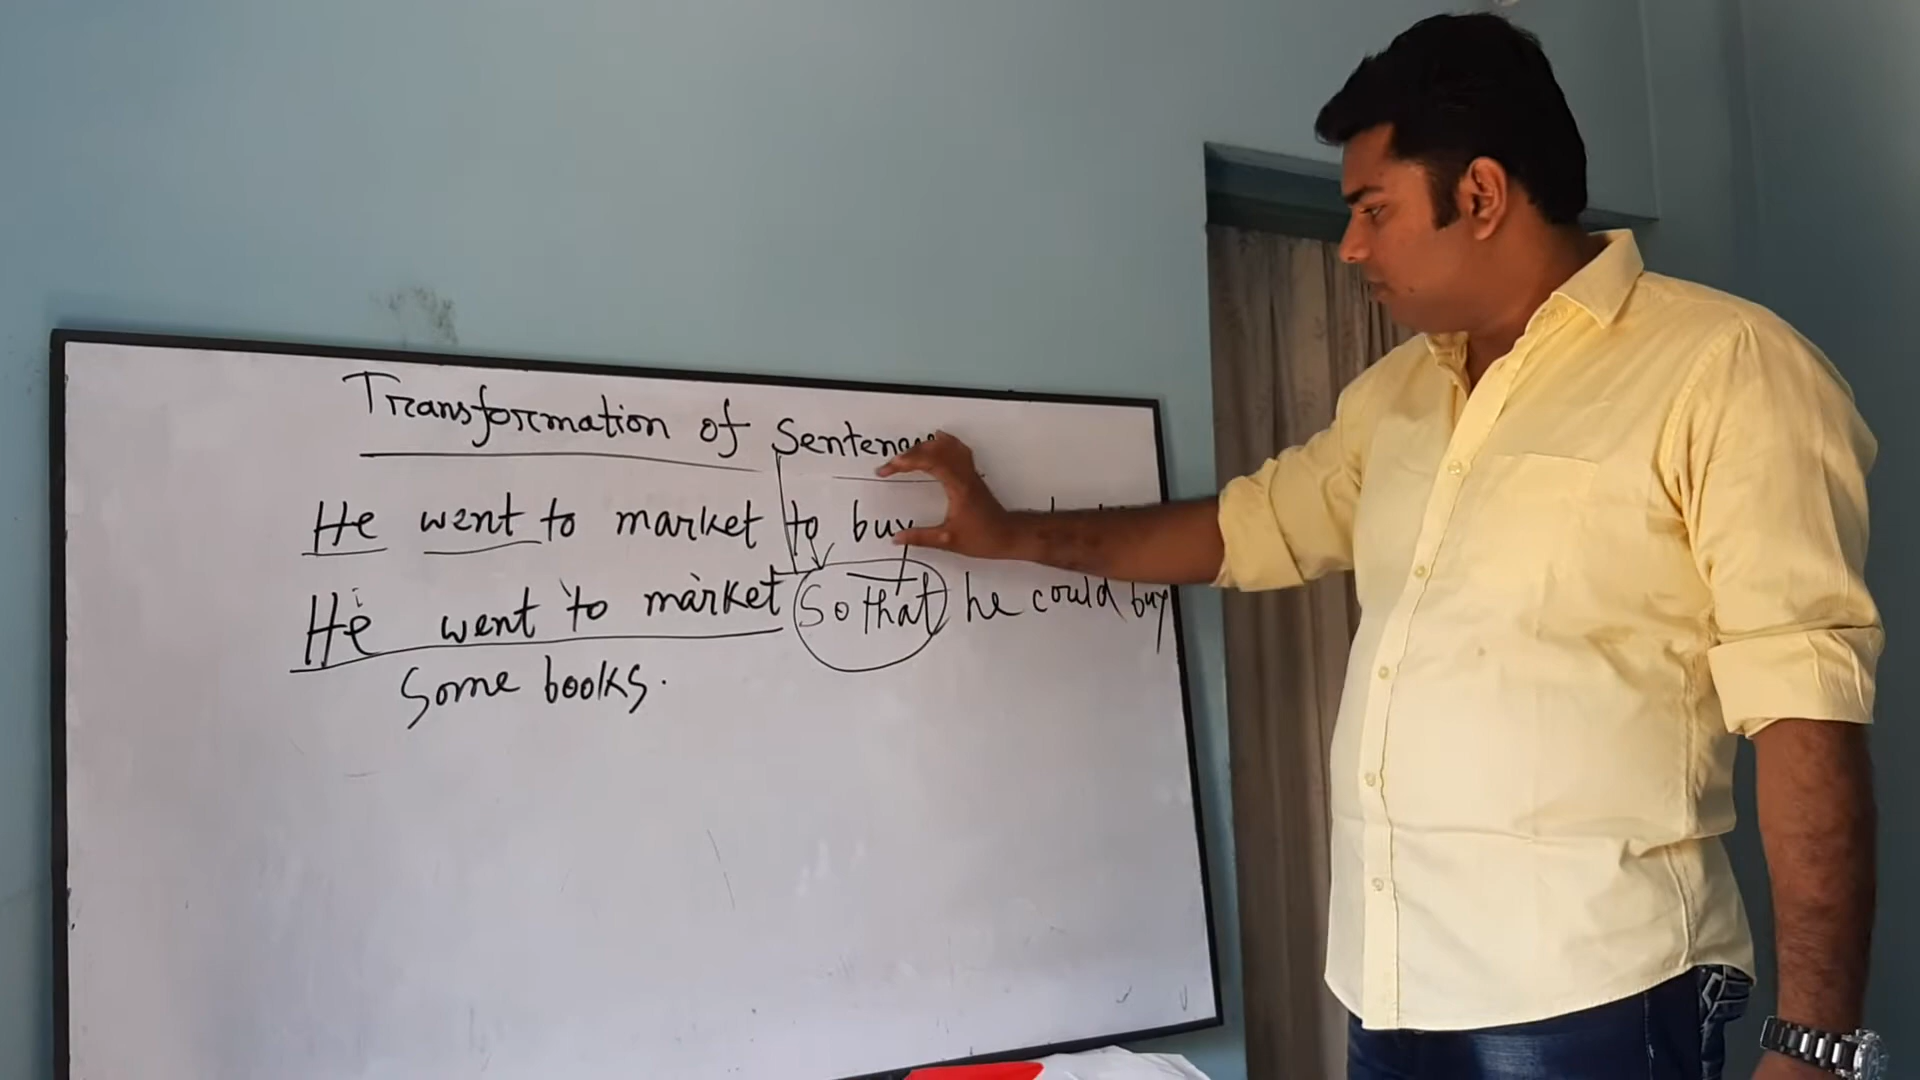 Transformation of Sentence
He went to market to buy
He went to market So that he could buy
Some books.